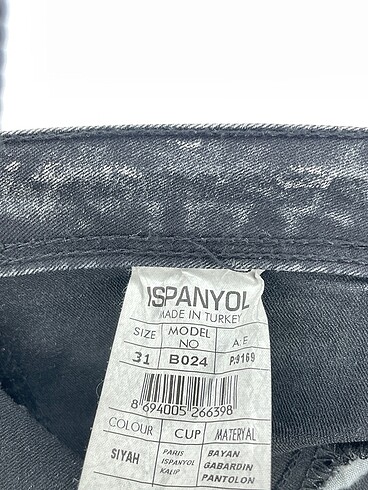 ISPANYOL
MADE IN TURKEY
SIZE MODEL NO A.E
31 B024 P:9169
8 694005 266398
COLOUR CUP MATERYAL
SIYAH PARIS ISPANYOL KALIP BAYAN GABARDIN PANTOLON